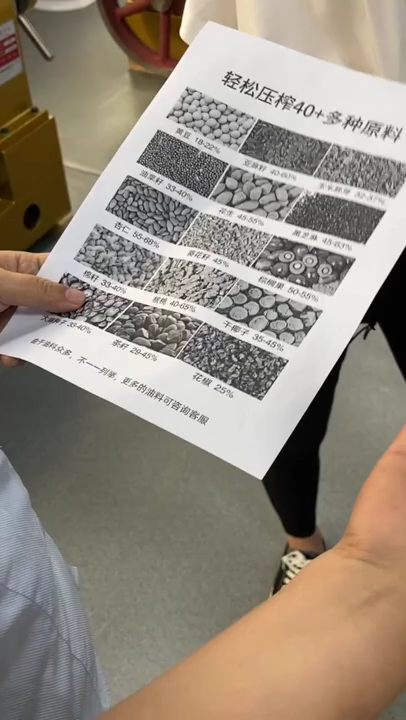 轻松压榨40+多种原料
黄豆 18-22%
亚麻籽 40-60%
玉米胚芽
油菜籽 33-40%
花生 45-55%
黑芝麻 45-63%
杏仁 55-68%
葵花籽 45%
棕榈果 50-55%
棉籽 33-40%
核桃 40-65%
干椰子 35-45%
茶籽 29-45%
花椒 25%
由于油料众多，不一一列举，更多的油料可咨询客服